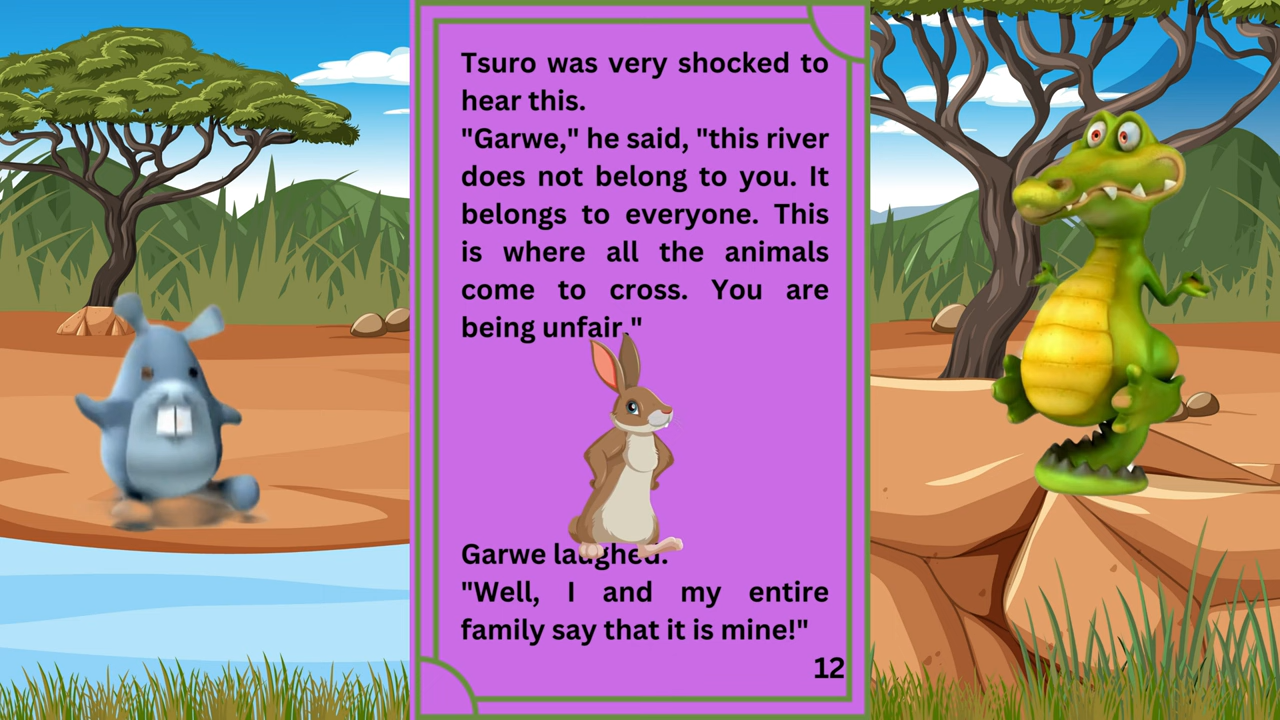 Tsuro was very shocked to
hear this.
"Garwe," he said, "this river
does not belong to you. It
belongs to everyone. This
is where all the animals
come to cross. You are
being unfair."
Garwe laughed.
"Well, I and my entire
family say that it is mine!"
12